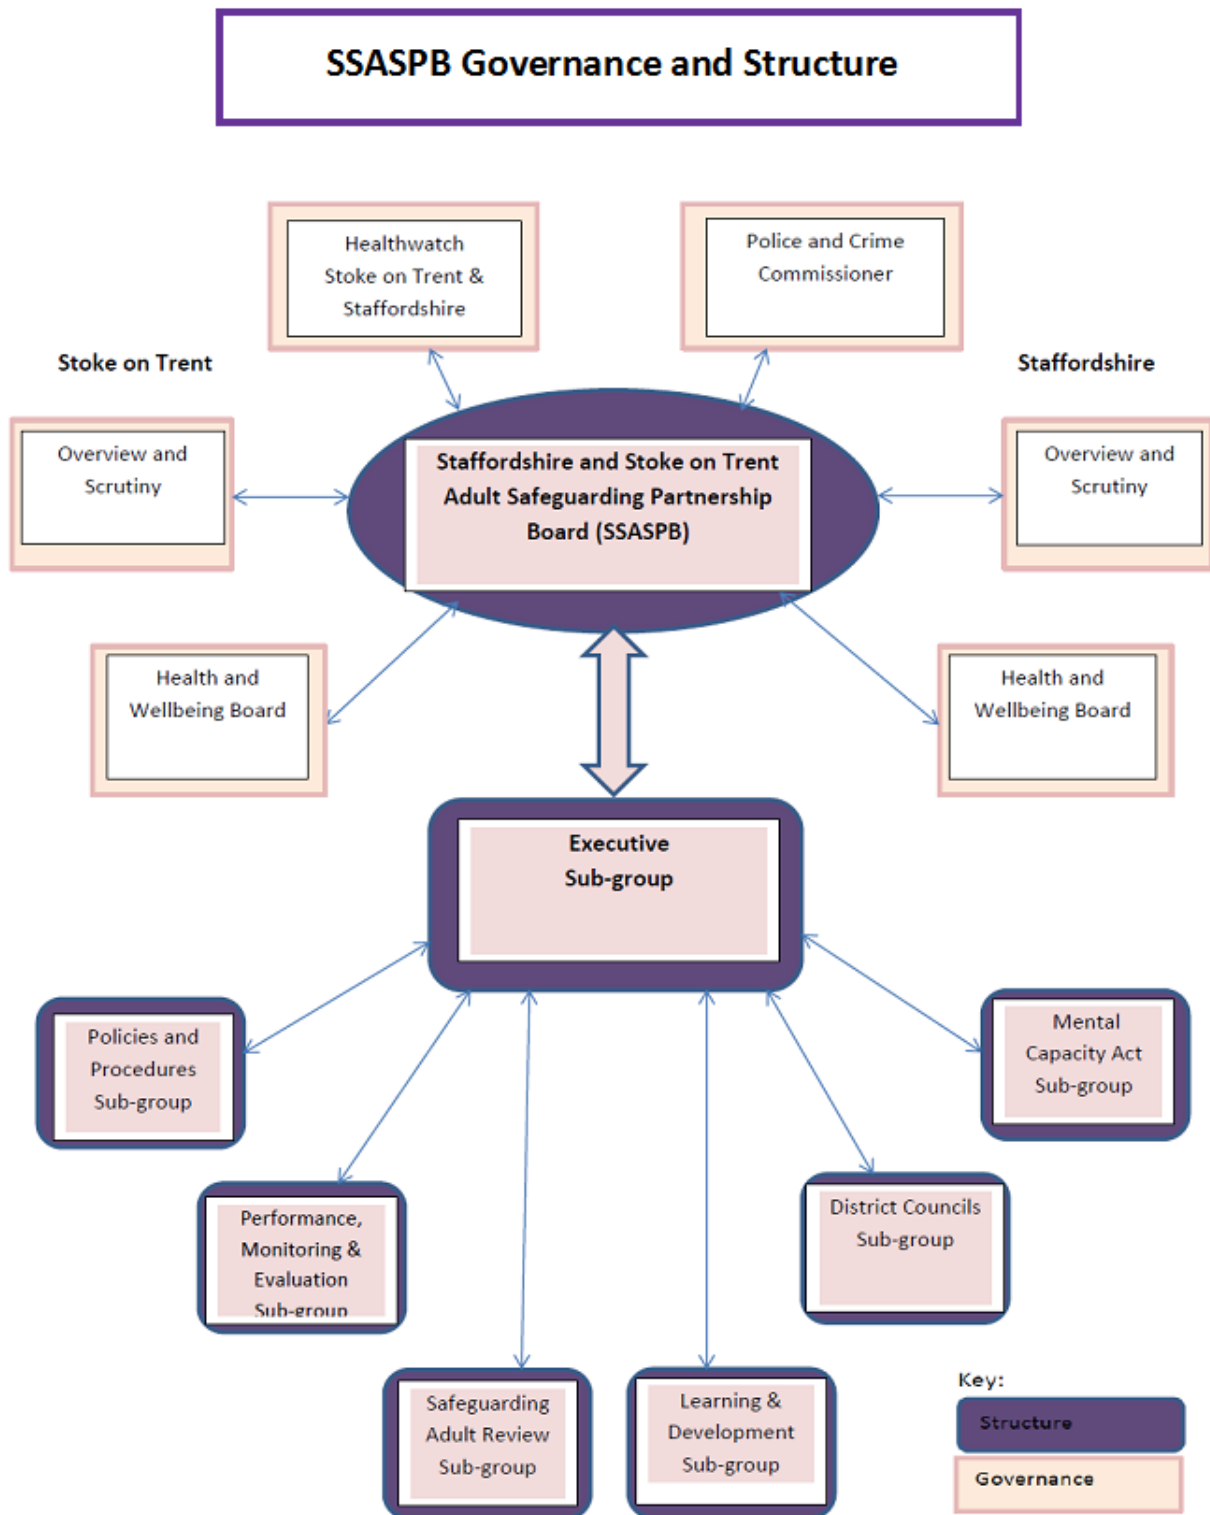 SSASPB Governance and Structure
Healthwatch
Stoke on Trent &
Staffordshire
Police and Crime
Commissioner
Stoke on Trent
Staffordshire
Overview and
Scrutiny
Staffordshire and Stoke on Trent
Adult Safeguarding Partnership
Board (SSASPB)
Overview and
Scrutiny
Health and
Wellbeing Board
Health and
Wellbeing Board
Executive
Sub-group
Policies and
Procedures
Sub-group
Mental
Capacity Act
Sub-group
Performance,
Monitoring &
Evaluation
Sub-group
District Councils
Sub-group
Safeguarding
Adult Review
Sub-group
Learning &
Development
Sub-group
Key:
Structure
Governance